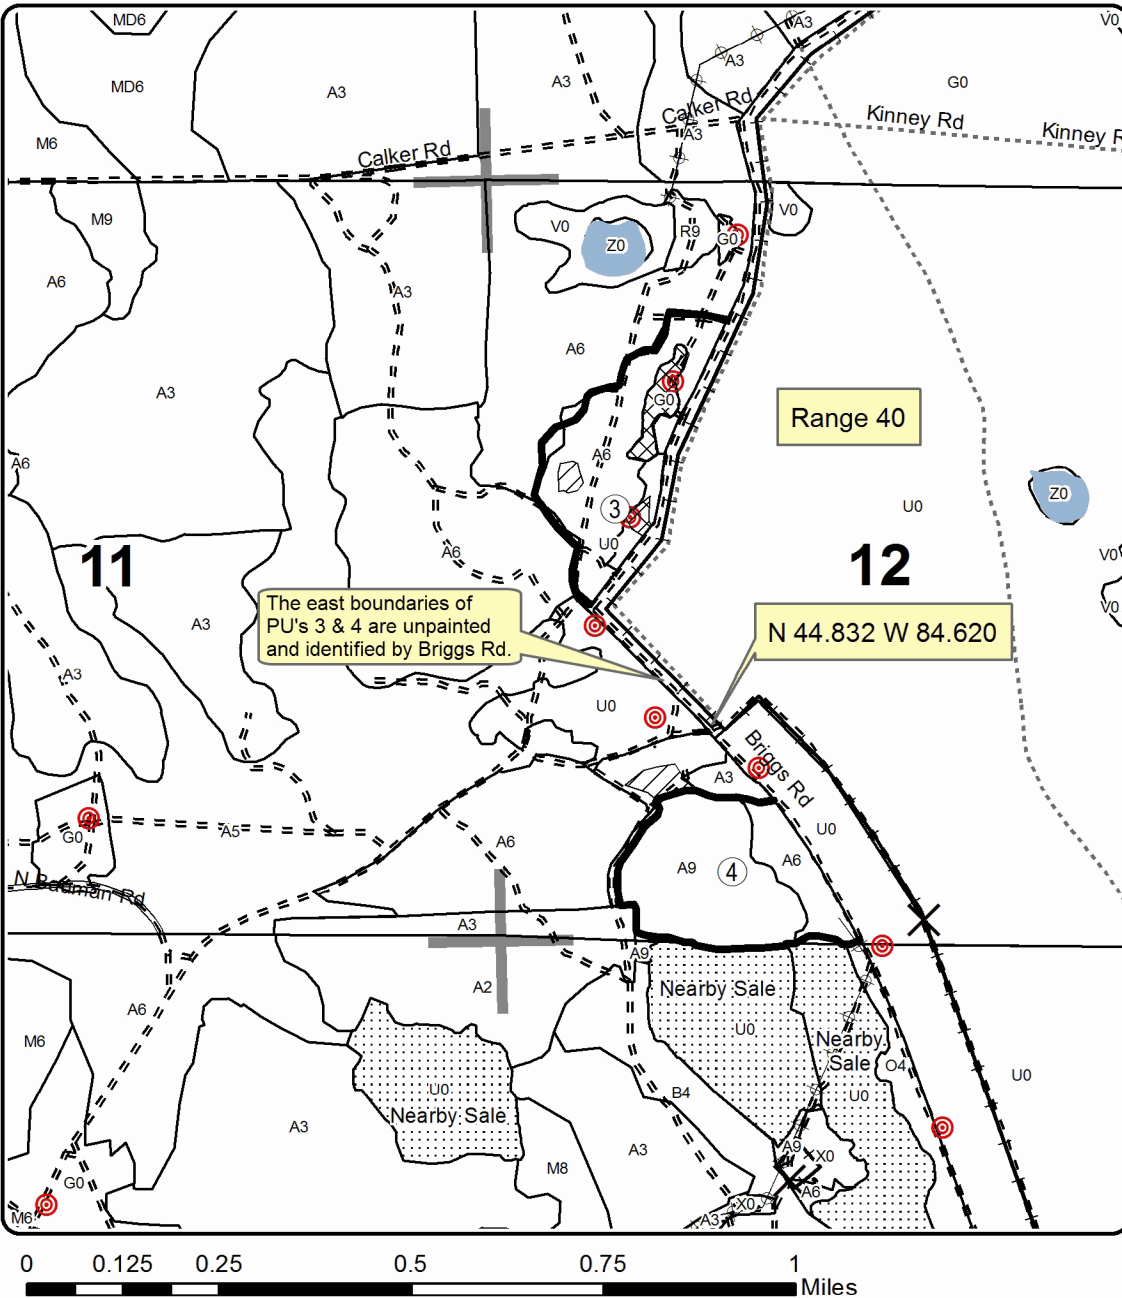 MD6
A3
V0
A3
MD6
A3
A3
G0
Calker Rd
Kinney Rd
Kinney R
A3
M6
Calker Rd
M9
V0
R9
G0
V0
Z0
A6
A3
A6
A3
G0
Range 40
A6
A6
Z0
U0
3
U0
A6
11
12
V0
The east boundaries of
PU's 3 & 4 are unpainted
and identified by Briggs Rd.
V0
A3
N 44.832 W 84.620
A3
U0
Briggs Rd
A3
G0
A5
A6
U0
A9
4
A6
N Bauman Rd
A3
A9
A2
Nearby Sale
A6
U0
Nearby
Sale
M6
O4
U0
U0
B4
U0
Nearby Sale
A3
A3
A9
X0
M8
G0
A6
X0
M6
A3
0 0.125 0.25 0.5 0.75 1
Miles